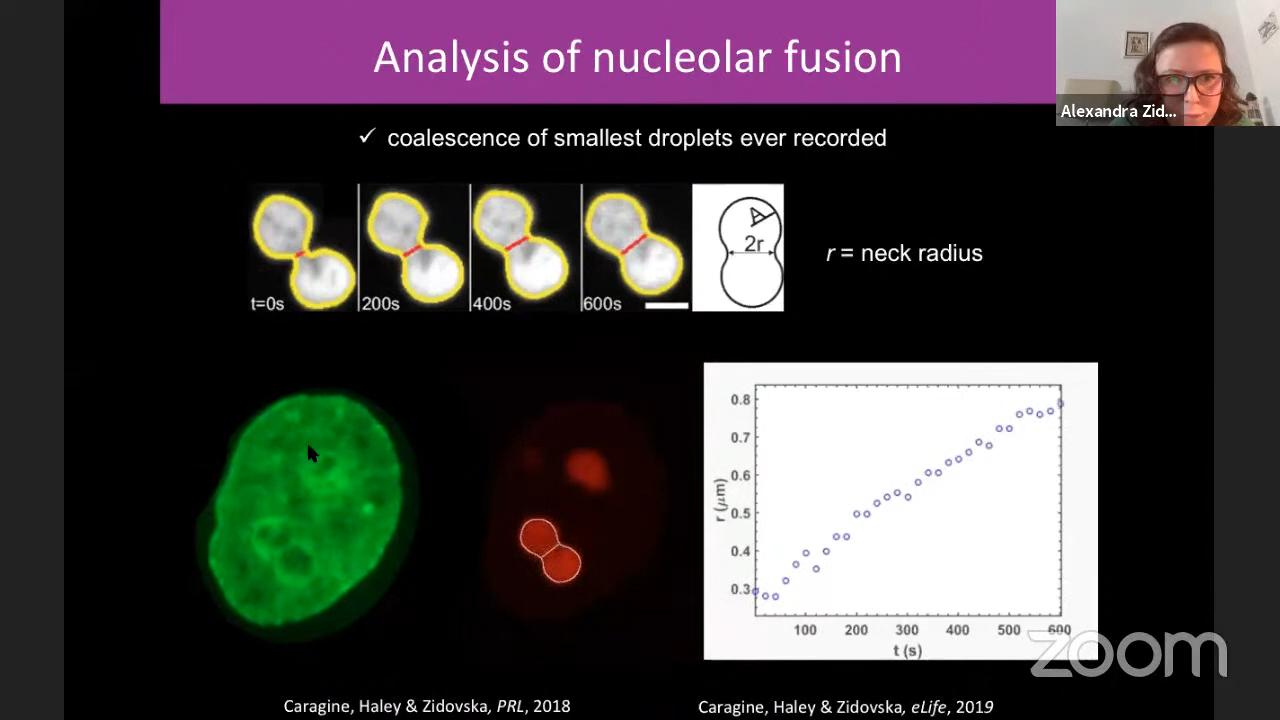 Analysis of nucleolar fusion
Alexandra Zid...
✓ coalescence of smallest droplets ever recorded
t=0s
200s
400s
600s
A
2r
r = neck radius
0.8
0.7
0.6
0.5
0.4
0.3
r (μm)
100 200 300 400 500 600
t (s)
zoom
Caragine, Haley & Zidovska, PRL, 2018
Caragine, Haley & Zidovska, eLife, 2019